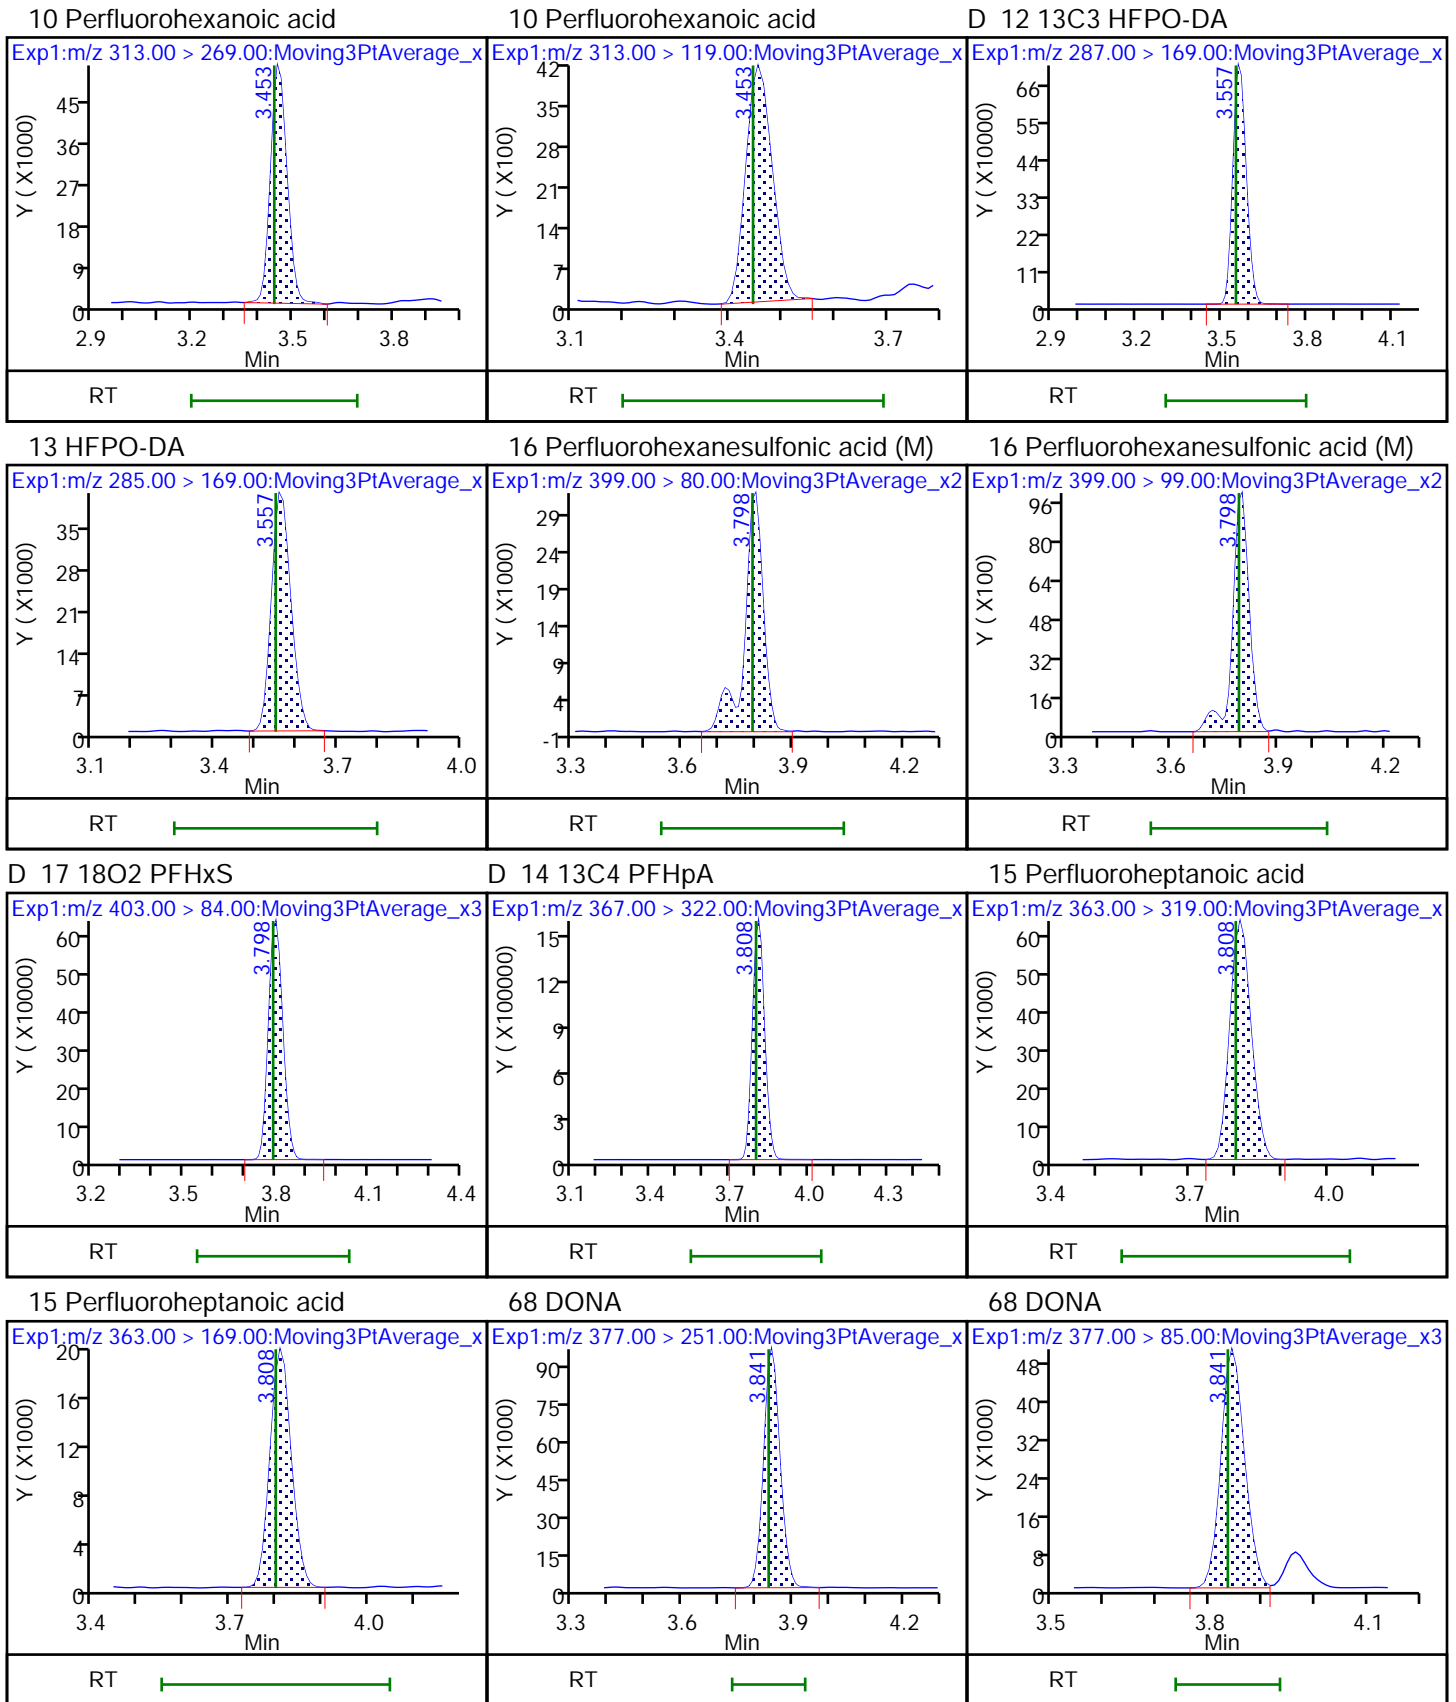 10 Perfluorohexanoic acid
Exp1:m/z 313.00 > 269.00:Moving3PtAverage_x
3.453
Y ( X1000)
45
36
27
18
9
0
2.9 3.2 3.5 3.8
Min
RT
10 Perfluorohexanoic acid
Exp1:m/z 313.00 > 119.00:Moving3PtAverage_x
3.453
Y ( X100)
42
35
28
21
14
7
0
3.1 3.4 3.7
Min
RT
D 12 13C3 HFPO-DA
Exp1:m/z 287.00 > 169.00:Moving3PtAverage_x
3.557
Y ( X10000)
66
55
44
33
22
11
0
2.9 3.2 3.5 3.8 4.1
Min
RT
13 HFPO-DA
Exp1:m/z 285.00 > 169.00:Moving3PtAverage_x
3.557
Y ( X1000)
35
28
21
14
7
0
3.1 3.4 3.7 4.0
Min
RT
16 Perfluorohexanesulfonic acid (M)
Exp1:m/z 399.00 > 80.00:Moving3PtAverage_x2
3.798
Y ( X1000)
29
24
19
14
9
4
-1
3.3 3.6 3.9 4.2
Min
RT
16 Perfluorohexanesulfonic acid (M)
Exp1:m/z 399.00 > 99.00:Moving3PtAverage_x2
3.798
Y ( X100)
96
80
64
48
32
16
0
3.3 3.6 3.9 4.2
Min
RT
D 17 18O2 PFHxS
Exp1:m/z 403.00 > 84.00:Moving3PtAverage_x3
3.798
Y ( X10000)
60
50
40
30
20
10
0
3.2 3.5 3.8 4.1 4.4
Min
RT
D 14 13C4 PFHpA
Exp1:m/z 367.00 > 322.00:Moving3PtAverage_x
3.808
Y ( X100000)
15
12
9
6
3
0
3.1 3.4 3.7 4.0 4.3
Min
RT
15 Perfluoroheptanoic acid
Exp1:m/z 363.00 > 319.00:Moving3PtAverage_x
3.808
Y ( X1000)
60
50
40
30
20
10
0
3.4 3.7 4.0
Min
RT
15 Perfluoroheptanoic acid
Exp1:m/z 363.00 > 169.00:Moving3PtAverage_x
3.808
Y ( X1000)
20
16
12
8
4
0
3.4 3.7 4.0
Min
RT
68 DONA
Exp1:m/z 377.00 > 251.00:Moving3PtAverage_x
3.841
Y ( X1000)
90
75
60
45
30
15
0
3.3 3.6 3.9 4.2
Min
RT
68 DONA
Exp1:m/z 377.00 > 85.00:Moving3PtAverage_x3
3.841
Y ( X1000)
48
40
32
24
16
8
0
3.5 3.8 4.1
Min
RT